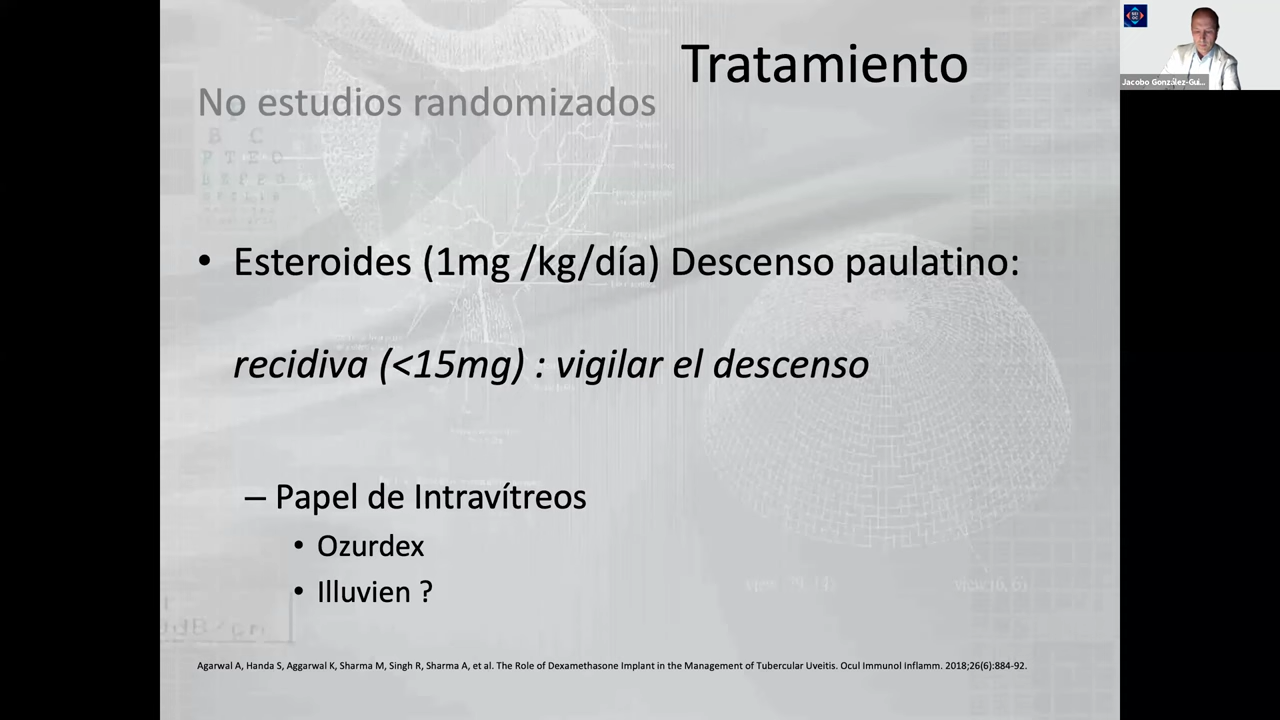 Tratamiento
No estudios randomizados
• Esteroides (1mg /kg/día) Descenso paulatino:
recidiva (<15mg) : vigilar el descenso
– Papel de Intravítreos
• Ozurdex
• Illuvien ?
Agarwal A, Handa S, Aggarwal K, Sharma M, Singh R, Sharma A, et al. The Role of Dexamethasone Implant in the Management of Tubercular Uveitis. Ocul Immunol Inflamm. 2018;26(6):884-92.
Jacobo González-Gui...